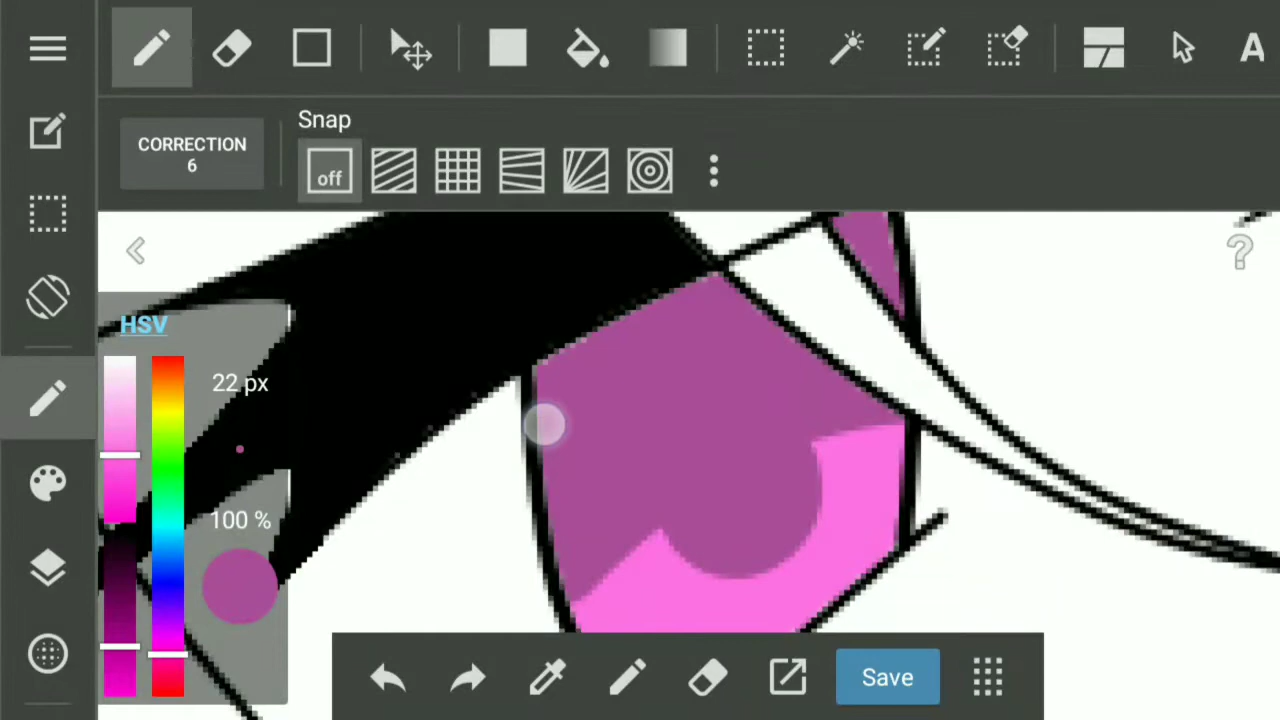 A
CORRECTION
6
Snap
off
?
HSV
22 px
100 %
Save